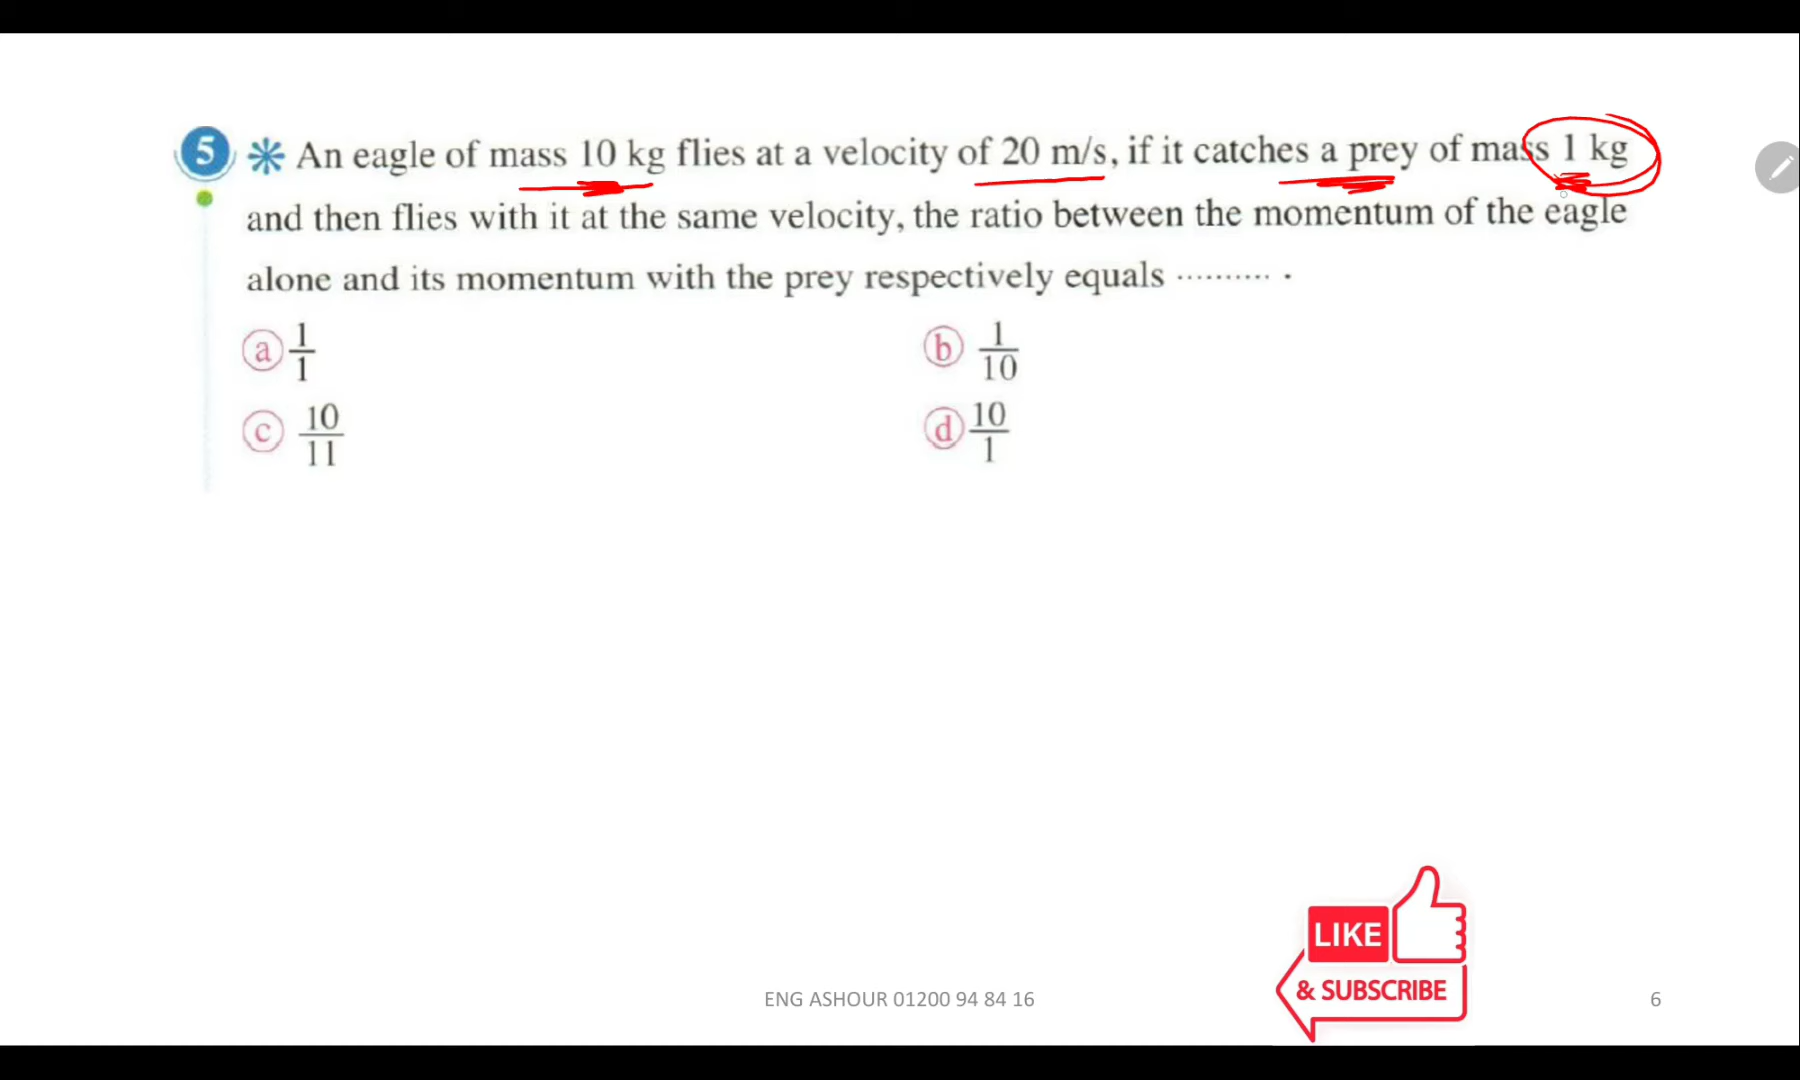 5 * An eagle of mass 10 kg flies at a velocity of 20 m/s, if it catches a prey of mass 1 kg
and then flies with it at the same velocity, the ratio between the momentum of the eagle
alone and its momentum with the prey respectively equals .......... .
a 1/1
b 1/10
c 10/11
d 10/1
LIKE
& SUBSCRIBE
ENG ASHOUR 01200 94 84 16
6